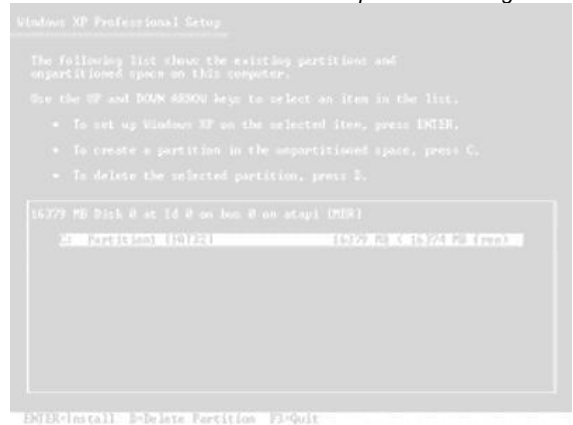 Windows XP Professional Setup
The following list shows the existing partitions and
unpartitioned space on this computer.
Use the UP and DOWN ARROW keys to select an item in the list.
• To set up Windows XP on the selected item, press ENTER.
• To create a partition in the unpartitioned space, press C.
• To delete the selected partition, press D.
16379 MB Disk 0 at Id 0 on bus 0 on atapi [MBR]
Partition1 [FAT32] 16379 MB ( 16374 MB free)
ENTER=Install D=Delete Partition F3=Quit